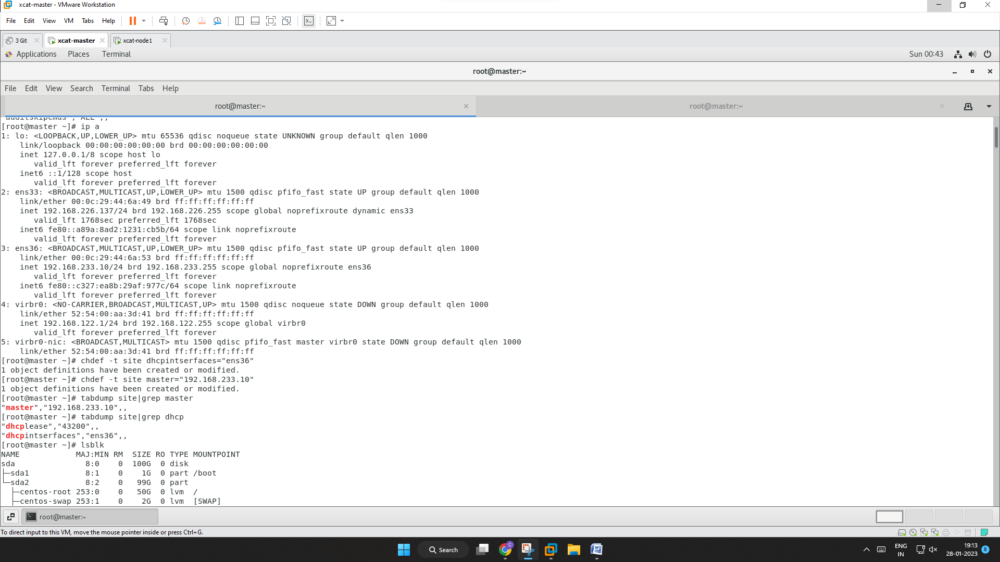 xcat-master - VMware Workstation
File Edit View VM Tabs Help
3 Git
xcat-master
xcat-node1
Applications Places Terminal
Sun 00:43
root@master:~
File Edit View Search Terminal Tabs Help
root@master:~
root@master:~
"auditskipcmds","ALL",,
[root@master ~]# ip a
1: lo: <LOOPBACK,UP,LOWER_UP> mtu 65536 qdisc noqueue state UNKNOWN group default qlen 1000
link/loopback 00:00:00:00:00:00 brd 00:00:00:00:00:00
inet 127.0.0.1/8 scope host lo
valid_lft forever preferred_lft forever
inet6 ::1/128 scope host
valid_lft forever preferred_lft forever
2: ens33: <BROADCAST,MULTICAST,UP,LOWER_UP> mtu 1500 qdisc pfifo_fast state UP group default qlen 1000
link/ether 00:0c:29:44:6a:49 brd ff:ff:ff:ff:ff:ff
inet 192.168.226.137/24 brd 192.168.226.255 scope global noprefixroute dynamic ens33
valid_lft 1768sec preferred_lft 1768sec
inet6 fe80::a89a:8ad2:1231:cb5b/64 scope link noprefixroute
valid_lft forever preferred_lft forever
3: ens36: <BROADCAST,MULTICAST,UP,LOWER_UP> mtu 1500 qdisc pfifo_fast state UP group default qlen 1000
link/ether 00:0c:29:44:6a:53 brd ff:ff:ff:ff:ff:ff
inet 192.168.233.10/24 brd 192.168.233.255 scope global noprefixroute ens36
valid_lft forever preferred_lft forever
inet6 fe80::c327:ea8b:29af:977c/64 scope link noprefixroute
valid_lft forever preferred_lft forever
4: virbr0: <NO-CARRIER,BROADCAST,MULTICAST,UP> mtu 1500 qdisc noqueue state DOWN group default qlen 1000
link/ether 52:54:00:aa:3d:41 brd ff:ff:ff:ff:ff:ff
inet 192.168.122.1/24 brd 192.168.122.255 scope global virbr0
valid_lft forever preferred_lft forever
5: virbr0-nic: <BROADCAST,MULTICAST> mtu 1500 qdisc pfifo_fast master virbr0 state DOWN group default qlen 1000
link/ether 52:54:00:aa:3d:41 brd ff:ff:ff:ff:ff:ff
[root@master ~]# chdef -t site dhcpintserfaces="ens36"
1 object definitions have been created or modified.
[root@master ~]# chdef -t site master="192.168.233.10"
1 object definitions have been created or modified.
[root@master ~]# tabdump site|grep master
"master","192.168.233.10",,
[root@master ~]# tabdump site|grep dhcp
"dhcplease","43200",,
"dhcpintserfaces","ens36",,
[root@master ~]# lsblk
NAME MAJ:MIN RM SIZE RO TYPE MOUNTPOINT
sda 8:0 0 100G 0 disk
├─sda1 8:1 0 1G 0 part /boot
└─sda2 8:2 0 99G 0 part
├─centos-root 253:0 0 50G 0 lvm /
├─centos-swap 253:1 0 2G 0 lvm [SWAP]
root@master:~
To direct input to this VM, move the mouse pointer inside or press Ctrl+G.
Search
C
ENG
IN
19:13
28-01-2023
8